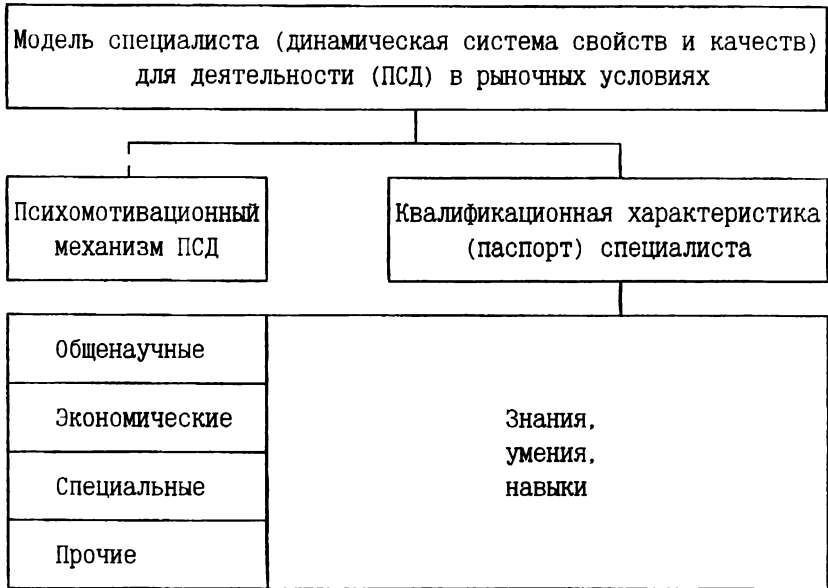 Модель специалиста (динамическая система свойств и качеств)
для деятельности (ПСД) в рыночных условиях
Психомотивационный
механизм ПСД
Квалификационная характеристика
(паспорт) специалиста
Общенаучные
Экономические
Специальные
Прочие
Знания,
умения,
навыки